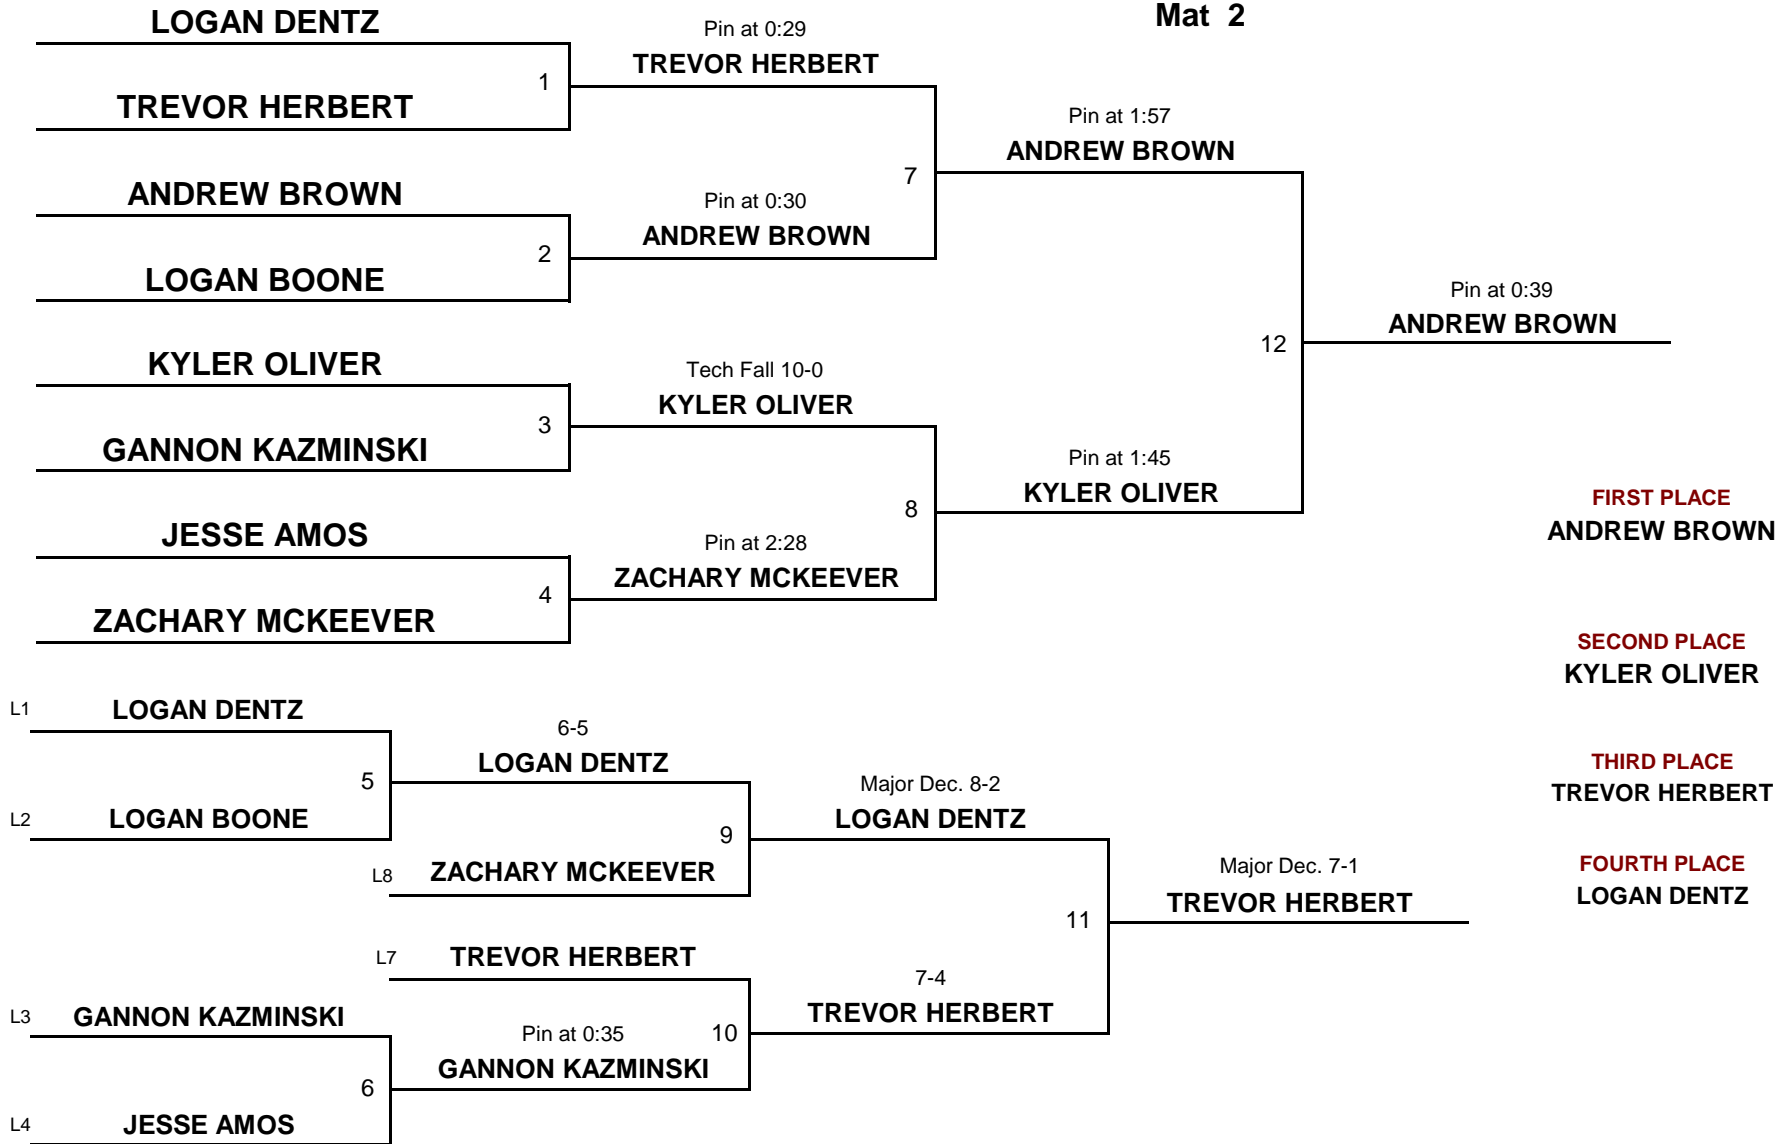 Mat 2
LOGAN DENTZ
Pin at 0:29
TREVOR HERBERT
1
TREVOR HERBERT
Pin at 1:57
ANDREW BROWN
7
ANDREW BROWN
Pin at 0:30
ANDREW BROWN
2
LOGAN BOONE
Pin at 0:39
ANDREW BROWN
12
KYLER OLIVER
Tech Fall 10-0
KYLER OLIVER
3
GANNON KAZMINSKI
Pin at 1:45
KYLER OLIVER
8
JESSE AMOS
Pin at 2:28
ZACHARY MCKEEVER
4
ZACHARY MCKEEVER
FIRST PLACE
ANDREW BROWN
SECOND PLACE
KYLER OLIVER
THIRD PLACE
TREVOR HERBERT
FOURTH PLACE
LOGAN DENTZ
L1 LOGAN DENTZ
6-5
LOGAN DENTZ
5
L2 LOGAN BOONE
Major Dec. 8-2
LOGAN DENTZ
9
L8 ZACHARY MCKEEVER
Major Dec. 7-1
TREVOR HERBERT
11
L7 TREVOR HERBERT
7-4
TREVOR HERBERT
10
L3 GANNON KAZMINSKI
Pin at 0:35
GANNON KAZMINSKI
6
L4 JESSE AMOS